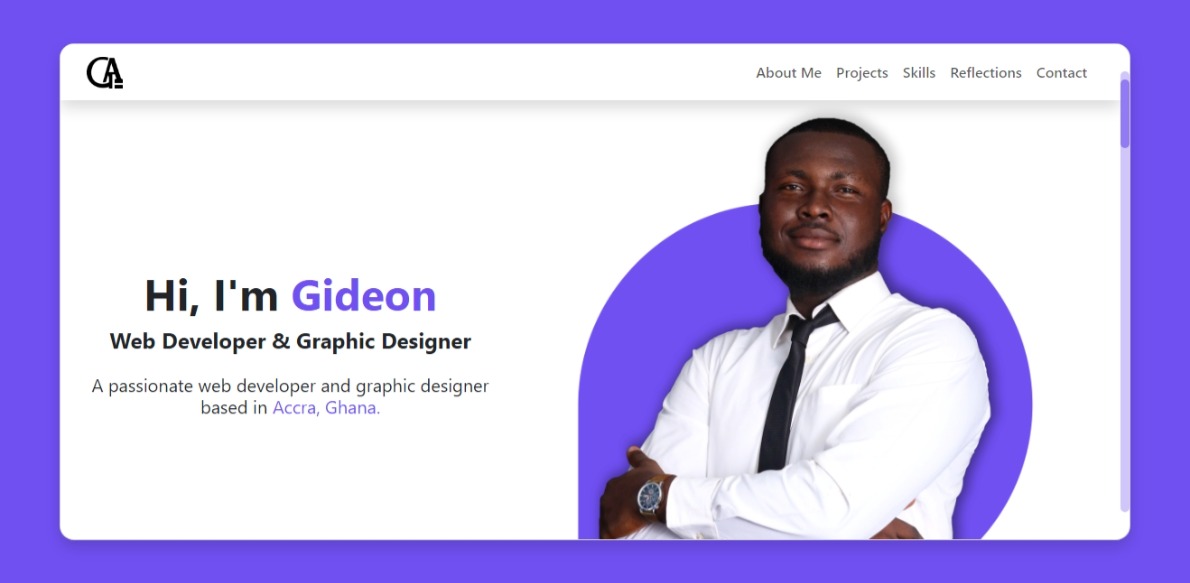 GA
About Me Projects Skills Reflections Contact
Hi, I'm Gideon
Web Developer & Graphic Designer
A passionate web developer and graphic designer
based in Accra, Ghana.